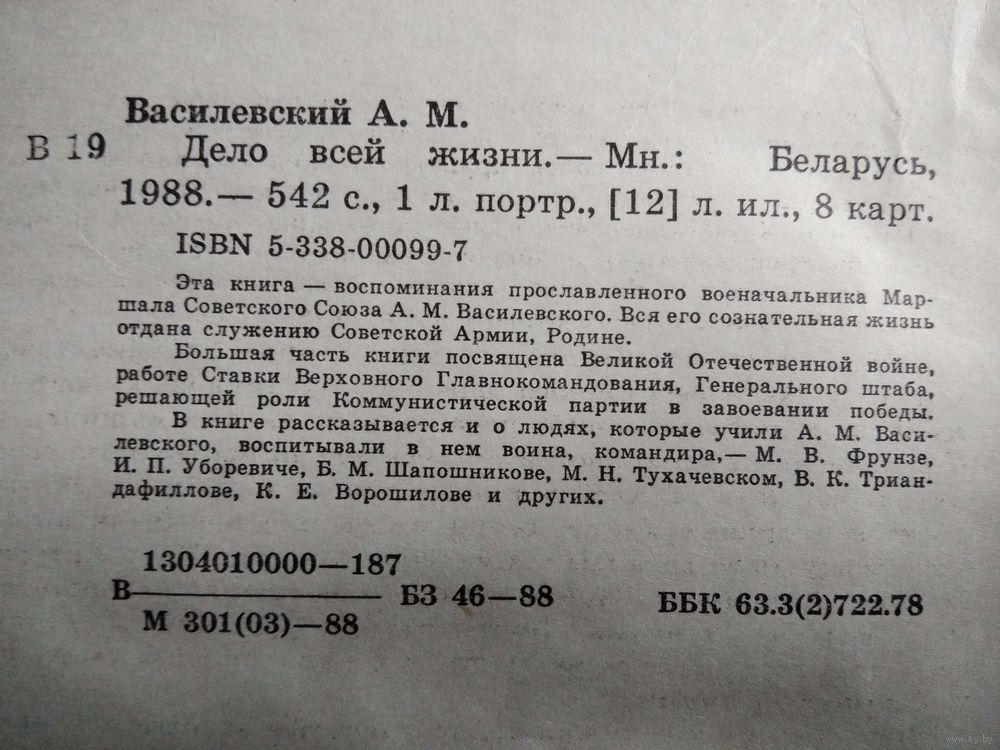 Василевский А. М.
В 19 Дело всей жизни.— Мн.: Беларусь,
1988.— 542 с., 1 л. портр., [12] л. ил., 8 карт.
ISBN 5-338-00099-7
Эта книга — воспоминания прославленного военачальника Мар-
шала Советского Союза А. М. Василевского. Вся его сознательная жизнь
отдана служению Советской Армии, Родине.
Большая часть книги посвящена Великой Отечественной войне,
работе Ставки Верховного Главнокомандования, Генерального штаба,
решающей роли Коммунистической партии в завоевании победы.
В книге рассказывается и о людях, которые учили А. М. Васи-
левского, воспитывали в нем воина, командира,— М. В. Фрунзе,
И. П. Уборевиче, Б. М. Шапошникове, М. Н. Тухачевском, В. К. Триан-
дафиллове, К. Е. Ворошилове и других.
1304010000—187
В БЗ 46—88
М 301(03)—88
ББК 63.3(2)722.78
www.ay.by